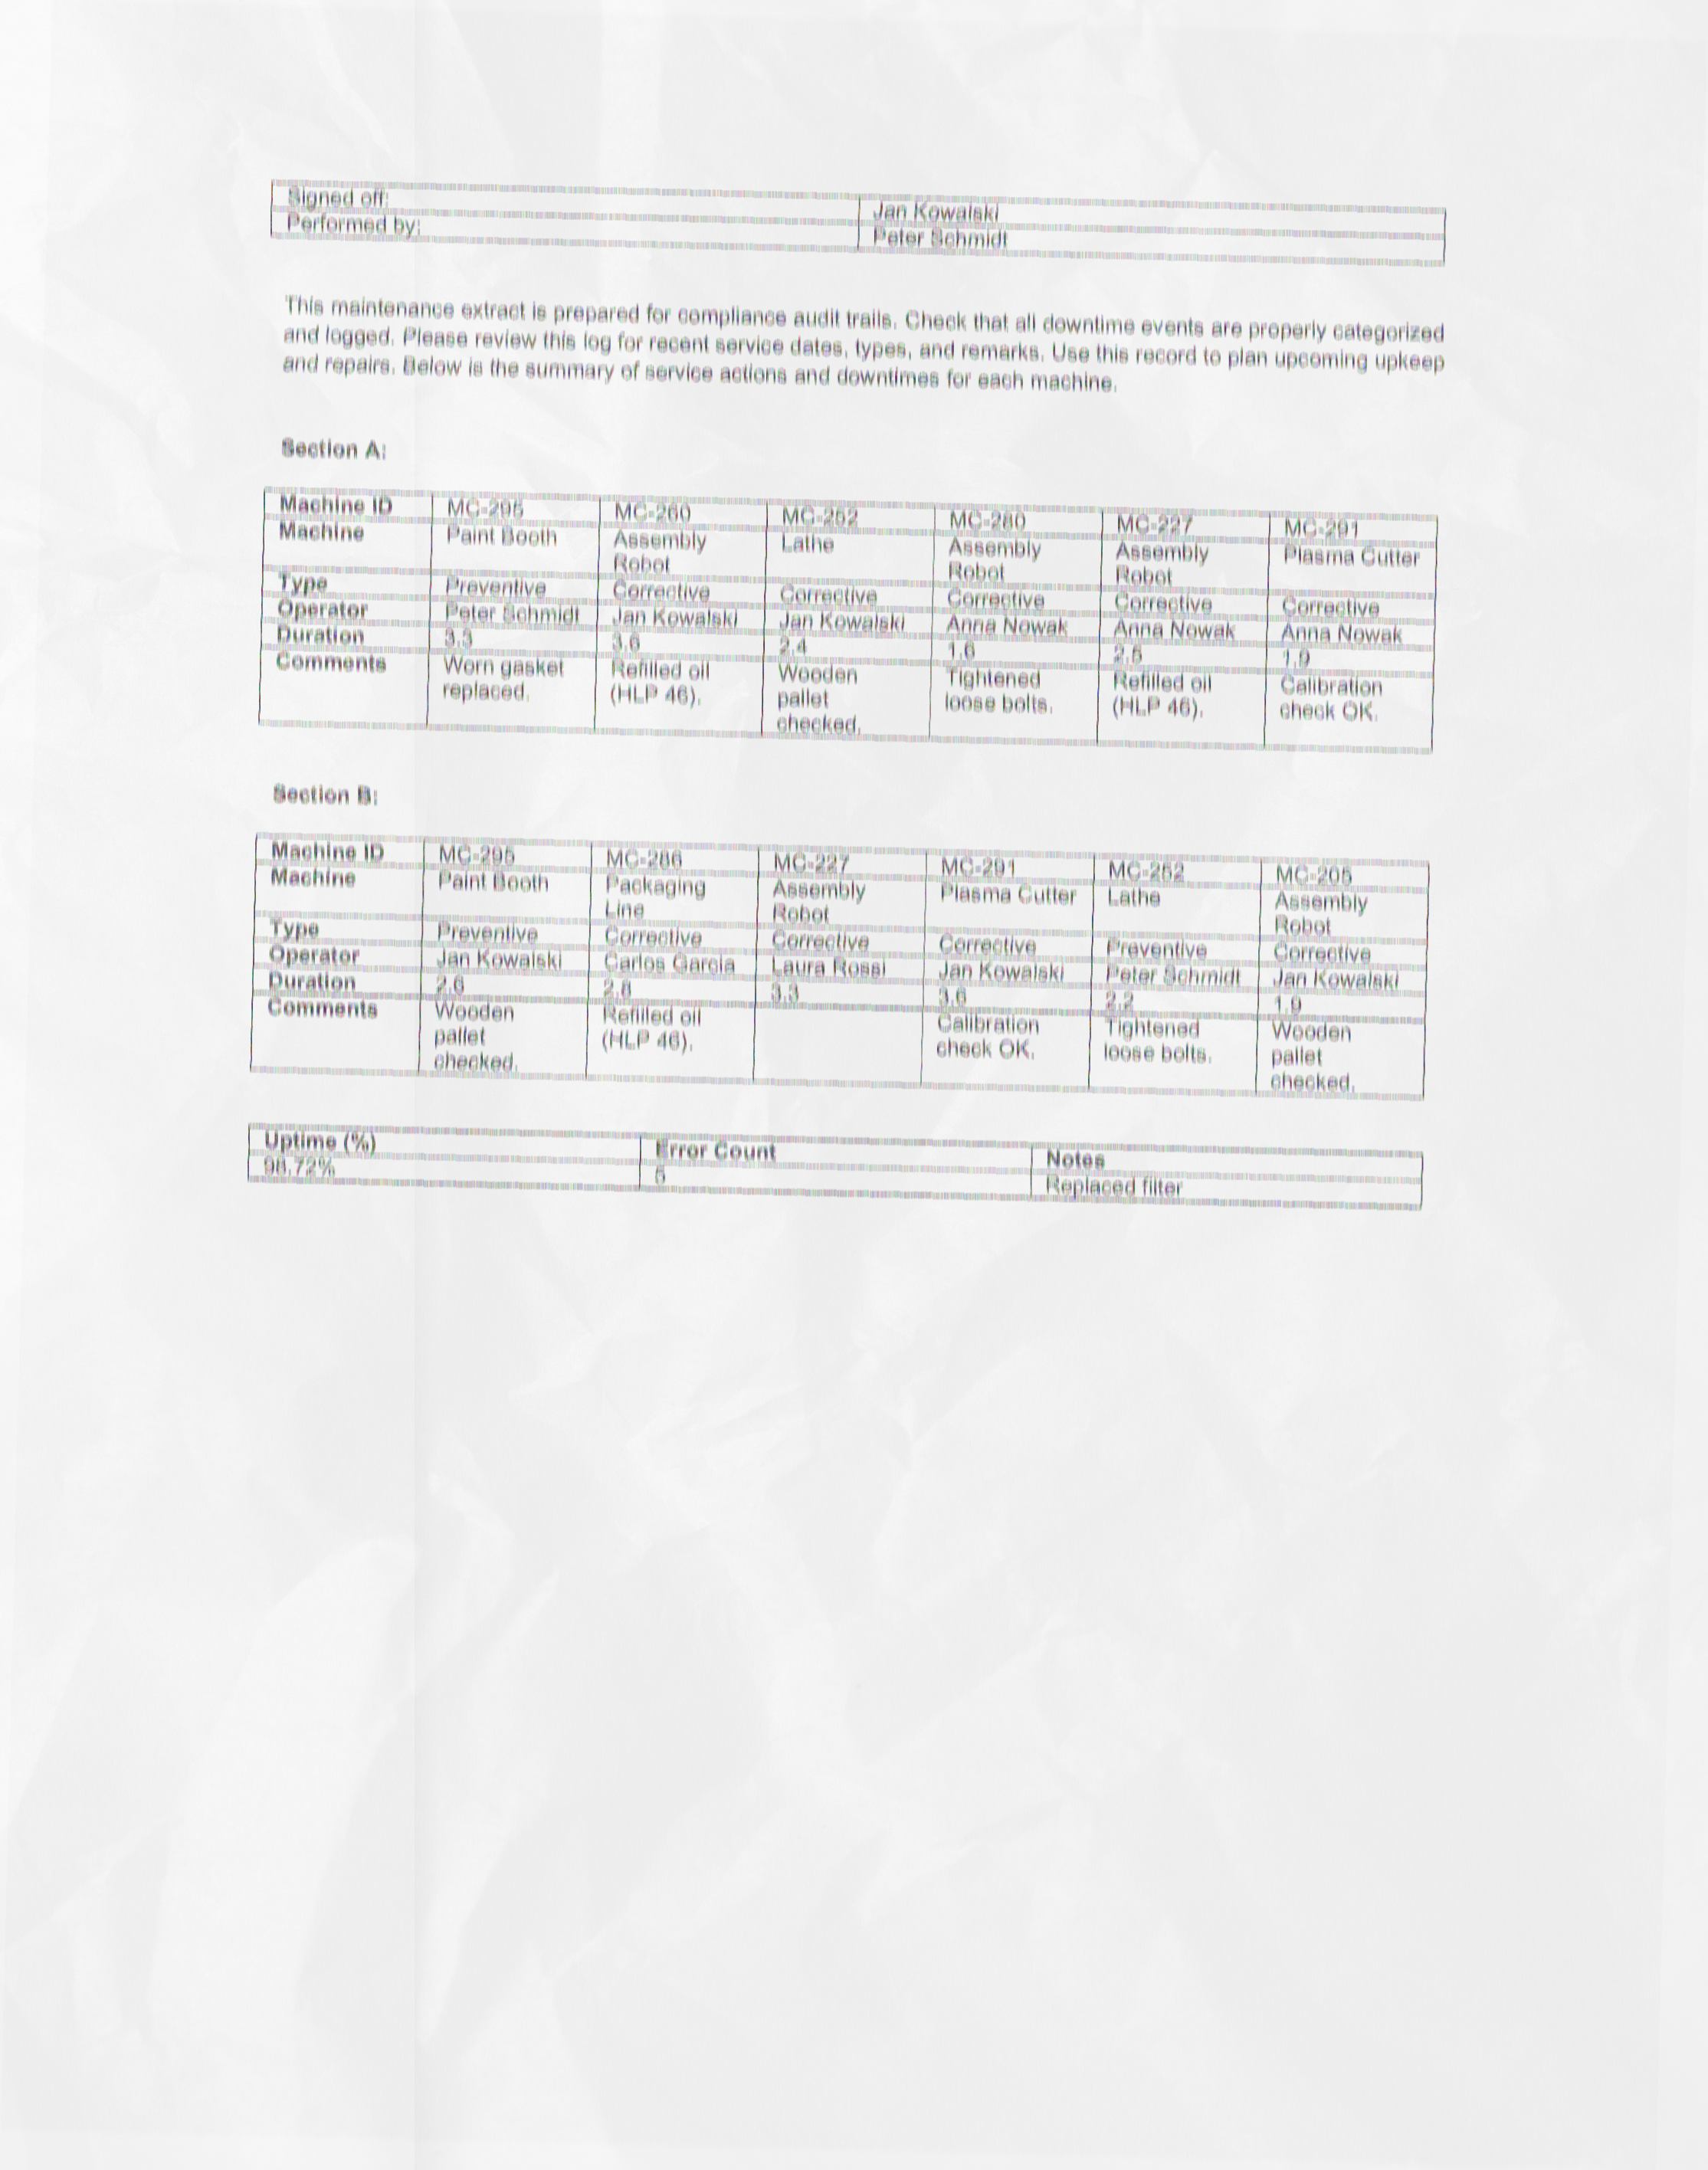 Signed off: Jan Kowalski
Performed by: Peter Schmidt
This maintenance extract is prepared for compliance audit trails. Check that all downtime events are properly categorized
and logged. Please review this log for recent service dates, types, and remarks. Use this record to plan upcoming upkeep
and repairs. Below is the summary of service actions and downtimes for each machine.
Section A:
Machine ID MC-295 MC-260 MC-252 MC-280 MC-227 MC-291
Machine Paint Booth Assembly Lathe Assembly Assembly Plasma Cutter
Robot Robot Robot
Type Preventive Corrective Corrective Corrective Corrective Corrective
Operator Peter Schmidt Jan Kowalski Jan Kowalski Anna Nowak Anna Nowak Anna Nowak
Duration 3.3 3.6 2.4 1.6 2.5 1.9
Comments Worn gasket Refilled oil Wooden Tightened Refilled oil Calibration
replaced. (HLP 46). pallet loose bolts. (HLP 46). check OK.
checked.
Section B:
Machine ID MC-295 MC-286 MC-227 MC-291 MC-252 MC-205
Machine Paint Booth Packaging Assembly Plasma Cutter Lathe Assembly
Line Robot Robot
Type Preventive Corrective Corrective Corrective Preventive Corrective
Operator Jan Kowalski Carlos Garcia Laura Rossi Jan Kowalski Peter Schmidt Jan Kowalski
Duration 2.6 2.8 3.3 3.6 2.2 1.9
Comments Wooden Refilled oil Calibration Tightened Wooden
pallet (HLP 46). check OK. loose bolts. pallet
checked. checked.
Uptime (%) Error Count Notes
98.72% 5 Replaced filter